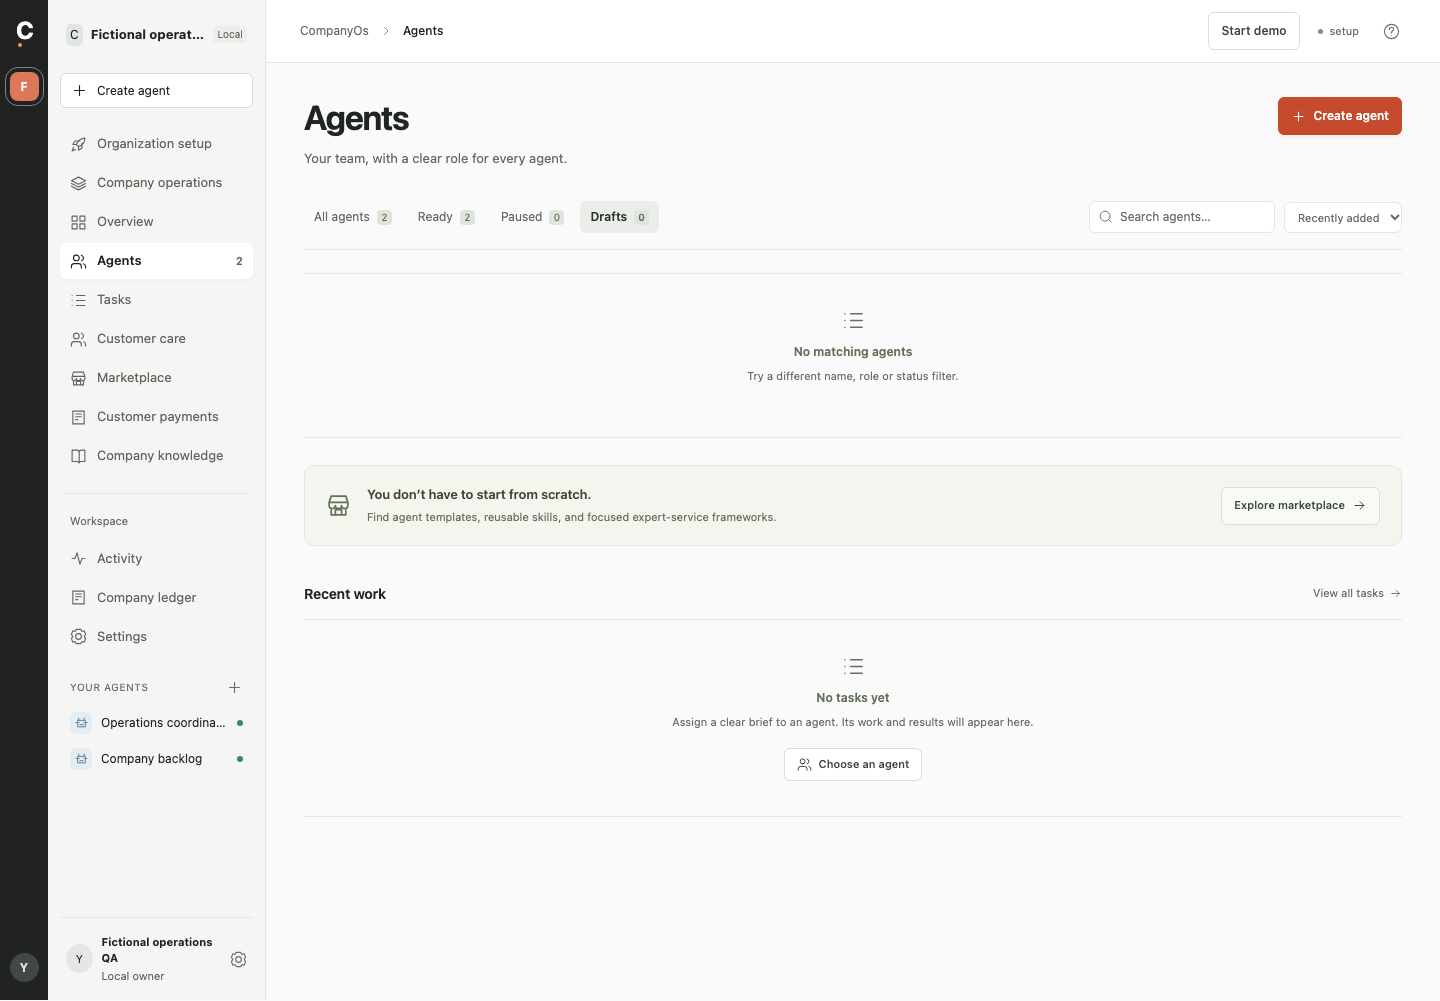 C
F
Y
C
Fictional operat...
Local
Create agent
Organization setup
Company operations
Overview
Agents 2
Tasks
Customer care
Marketplace
Customer payments
Company knowledge
Workspace
Activity
Company ledger
Settings
YOUR AGENTS
Operations coordina...
Company backlog
Y
Fictional operations
QA
Local owner
CompanyOs > Agents
Start demo
setup
Agents
Create agent
Your team, with a clear role for every agent.
All agents 2 Ready 2 Paused 0 Drafts 0
Search agents...
Recently added
No matching agents
Try a different name, role or status filter.
You don’t have to start from scratch.
Find agent templates, reusable skills, and focused expert-service frameworks.
Explore marketplace →
Recent work
View all tasks →
No tasks yet
Assign a clear brief to an agent. Its work and results will appear here.
Choose an agent